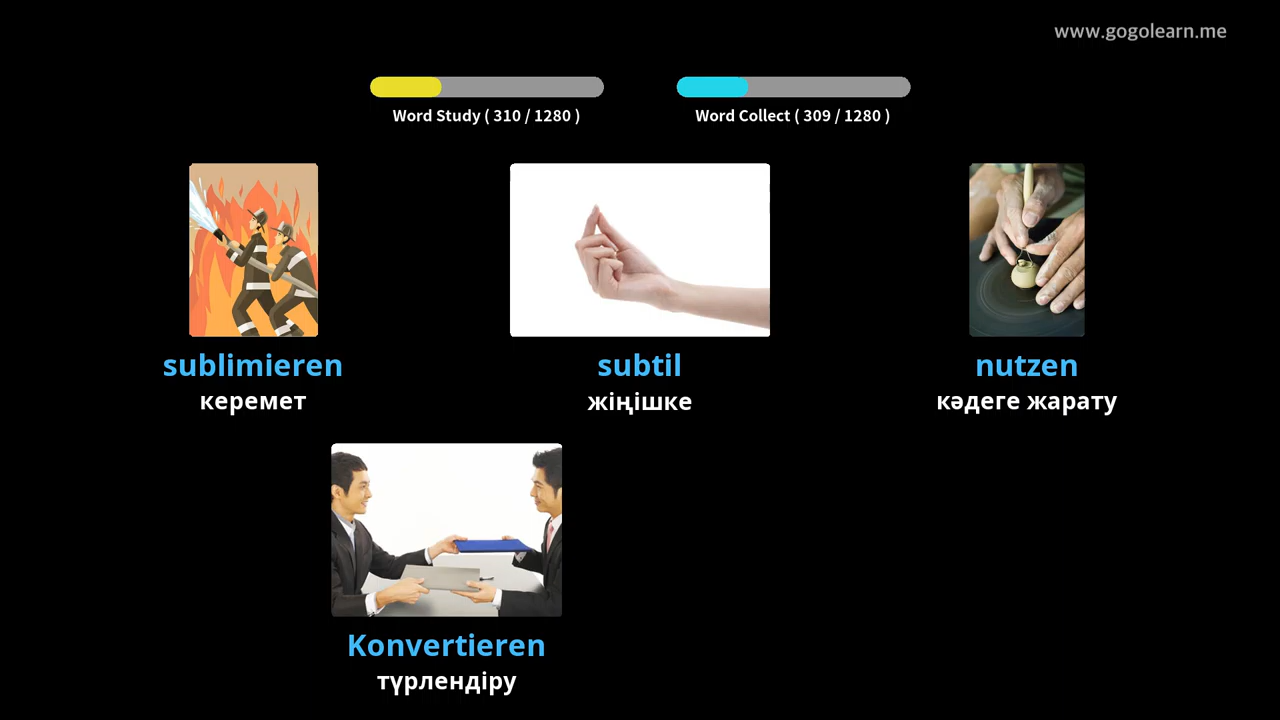 www.gogolearn.me
Word Study ( 310 / 1280 )
Word Collect ( 309 / 1280 )
sublimieren
керемет
subtil
жіңішке
nutzen
кәдеге жарату
Konvertieren
түрлендіру